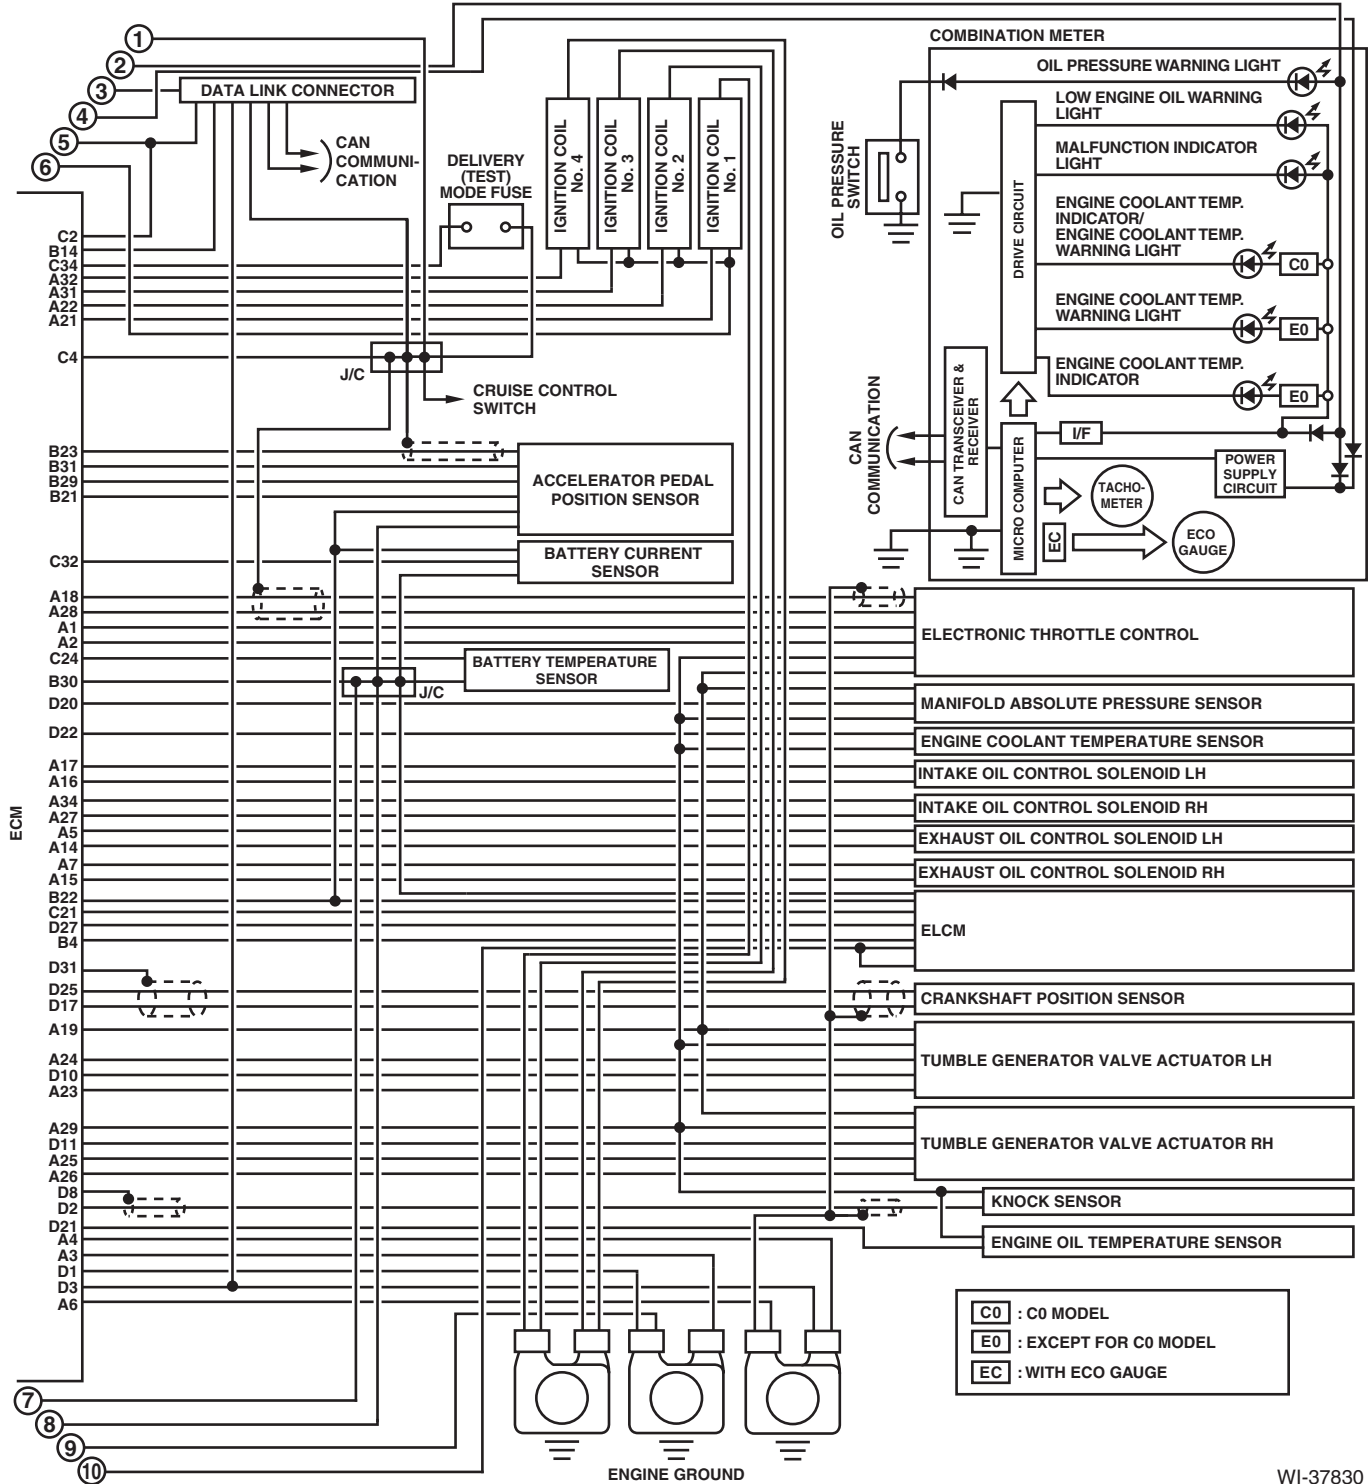 1
2
3
4
5
6
DATA LINK CONNECTOR
CAN
COMMUNI-
CATION
DELIVERY
(TEST)
MODE FUSE
IGNITION COIL
No. 4
IGNITION COIL
No. 3
IGNITION COIL
No. 2
IGNITION COIL
No. 1
OIL PRESSURE
SWITCH
COMBINATION METER
OIL PRESSURE WARNING LIGHT
LOW ENGINE OIL WARNING
LIGHT
MALFUNCTION INDICATOR
LIGHT
ENGINE COOLANT TEMP.
INDICATOR/
ENGINE COOLANT TEMP.
WARNING LIGHT
C0
ENGINE COOLANT TEMP.
WARNING LIGHT
E0
ENGINE COOLANT TEMP.
INDICATOR
E0
DRIVE CIRCUIT
CAN TRANSCEIVER &
RECEIVER
CAN
COMMUNICATION
MICRO COMPUTER
I/F
POWER
SUPPLY
CIRCUIT
TACHO-
METER
EC
ECO
GAUGE
C2
B14
C34
A32
A31
A22
A21
C4
J/C
CRUISE CONTROL
SWITCH
B23
B31
B29
B21
ACCELERATOR PEDAL
POSITION SENSOR
C32
BATTERY CURRENT
SENSOR
A18
A28
A1
A2
C24
B30
D20
D22
A17
A16
A34
A27
A5
A14
A7
A15
B22
C21
D27
B4
D31
D25
D17
A19
A24
D10
A23
A29
D11
A25
A26
D8
D2
D21
A4
A3
D1
D3
A6
ECM
BATTERY TEMPERATURE
SENSOR
J/C
ELECTRONIC THROTTLE CONTROL
MANIFOLD ABSOLUTE PRESSURE SENSOR
ENGINE COOLANT TEMPERATURE SENSOR
INTAKE OIL CONTROL SOLENOID LH
INTAKE OIL CONTROL SOLENOID RH
EXHAUST OIL CONTROL SOLENOID LH
EXHAUST OIL CONTROL SOLENOID RH
ELCM
CRANKSHAFT POSITION SENSOR
TUMBLE GENERATOR VALVE ACTUATOR LH
TUMBLE GENERATOR VALVE ACTUATOR RH
KNOCK SENSOR
ENGINE OIL TEMPERATURE SENSOR
C0 : C0 MODEL
E0 : EXCEPT FOR C0 MODEL
EC : WITH ECO GAUGE
7
8
9
10
ENGINE GROUND
WI-37830